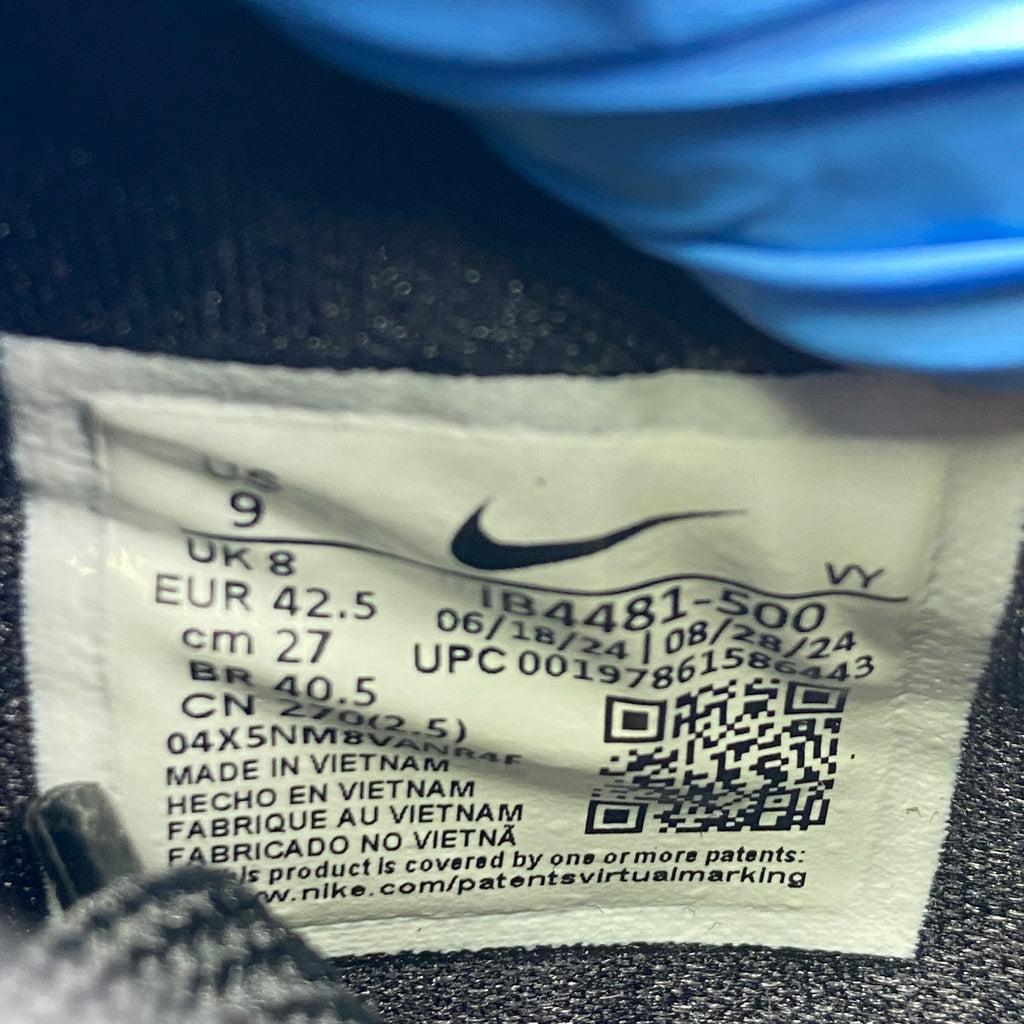 US
9
UK 8
EUR 42.5
cm 27
BR 40.5
CN 270(2.5)
04X5NM8VANR4F
MADE IN VIETNAM
HECHO EN VIETNAM
FABRIQUE AU VIETNAM
FABRICADO NO VIETNÃ
is product is covered by one or more patents:
w.nike.com/patentsvirtualmarking
VY
IB4481-500
06/18/24 | 08/28/24
UPC 00197861586443